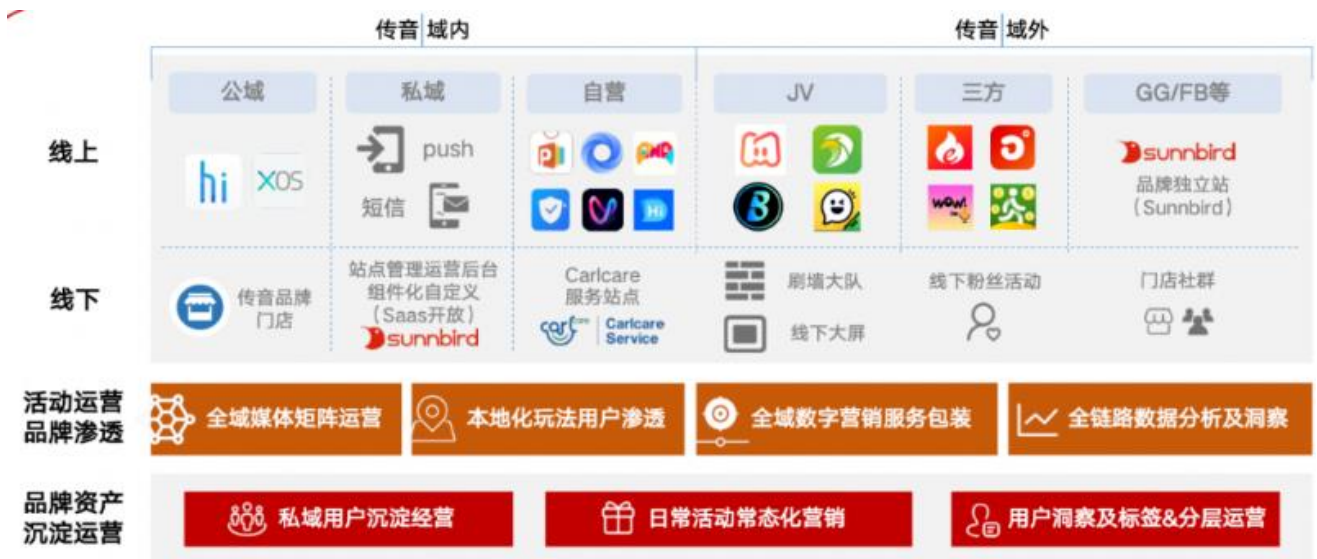 传音 域内
传音 域外
公域
私域
自营
JV
三方
GG/FB等
线上
hi
XOS
push
短信
AHA
Hi
B
WOW!
sunnbird
品牌独立站
(Sunnbird)
线下
传音品牌
门店
站点管理运营后台
组件化自定义
(Saas开放)
sunnbird
Carlcare
服务站点
carlcare
Carlcare
Service
刷墙大队
线下大屏
线下粉丝活动
门店社群
活动运营
品牌渗透
全域媒体矩阵运营
本地化玩法用户渗透
全域数字营销服务包装
全链路数据分析及洞察
品牌资产
沉淀运营
私域用户沉淀经营
日常活动常态化营销
用户洞察及标签&分层运营